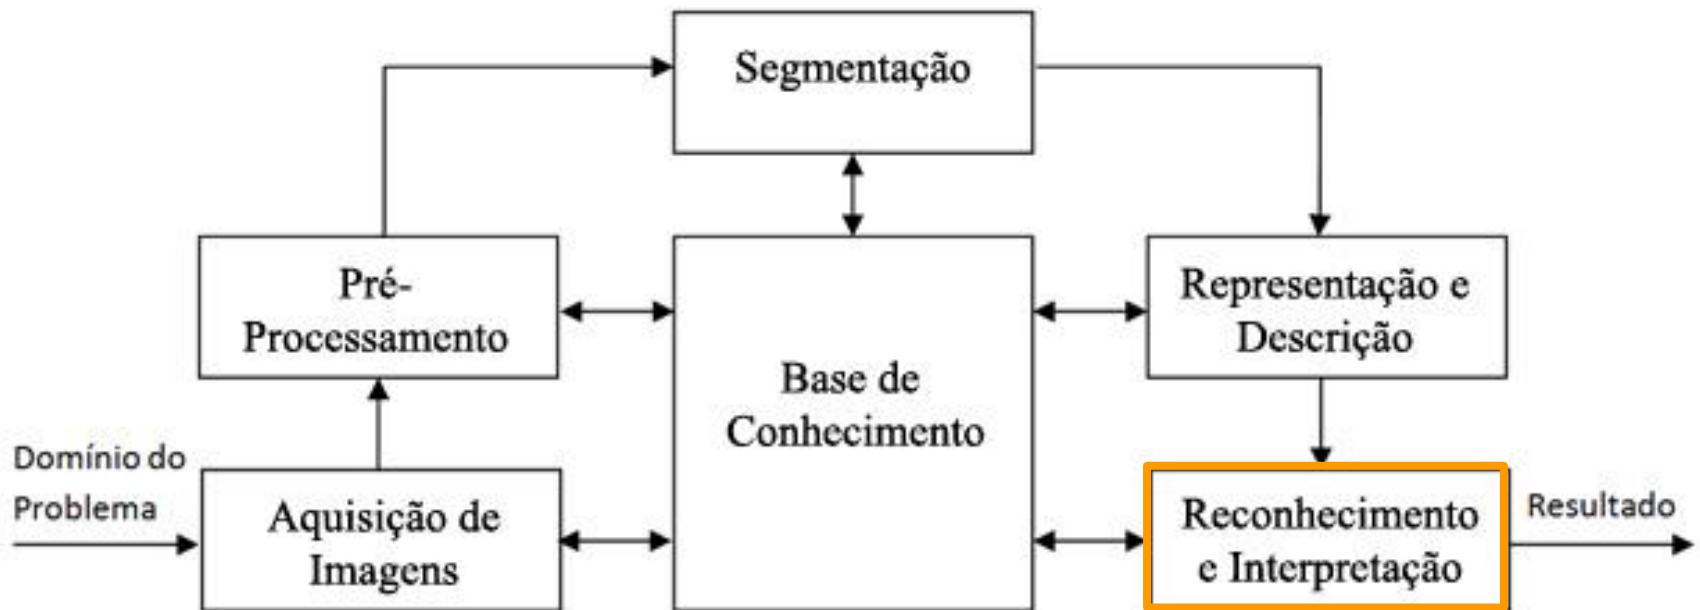 Segmentação
Pré-
Processamento
Representação e
Descrição
Base de
Conhecimento
Domínio do
Problema
Aquisição de
Imagens
Reconhecimento
e Interpretação
Resultado